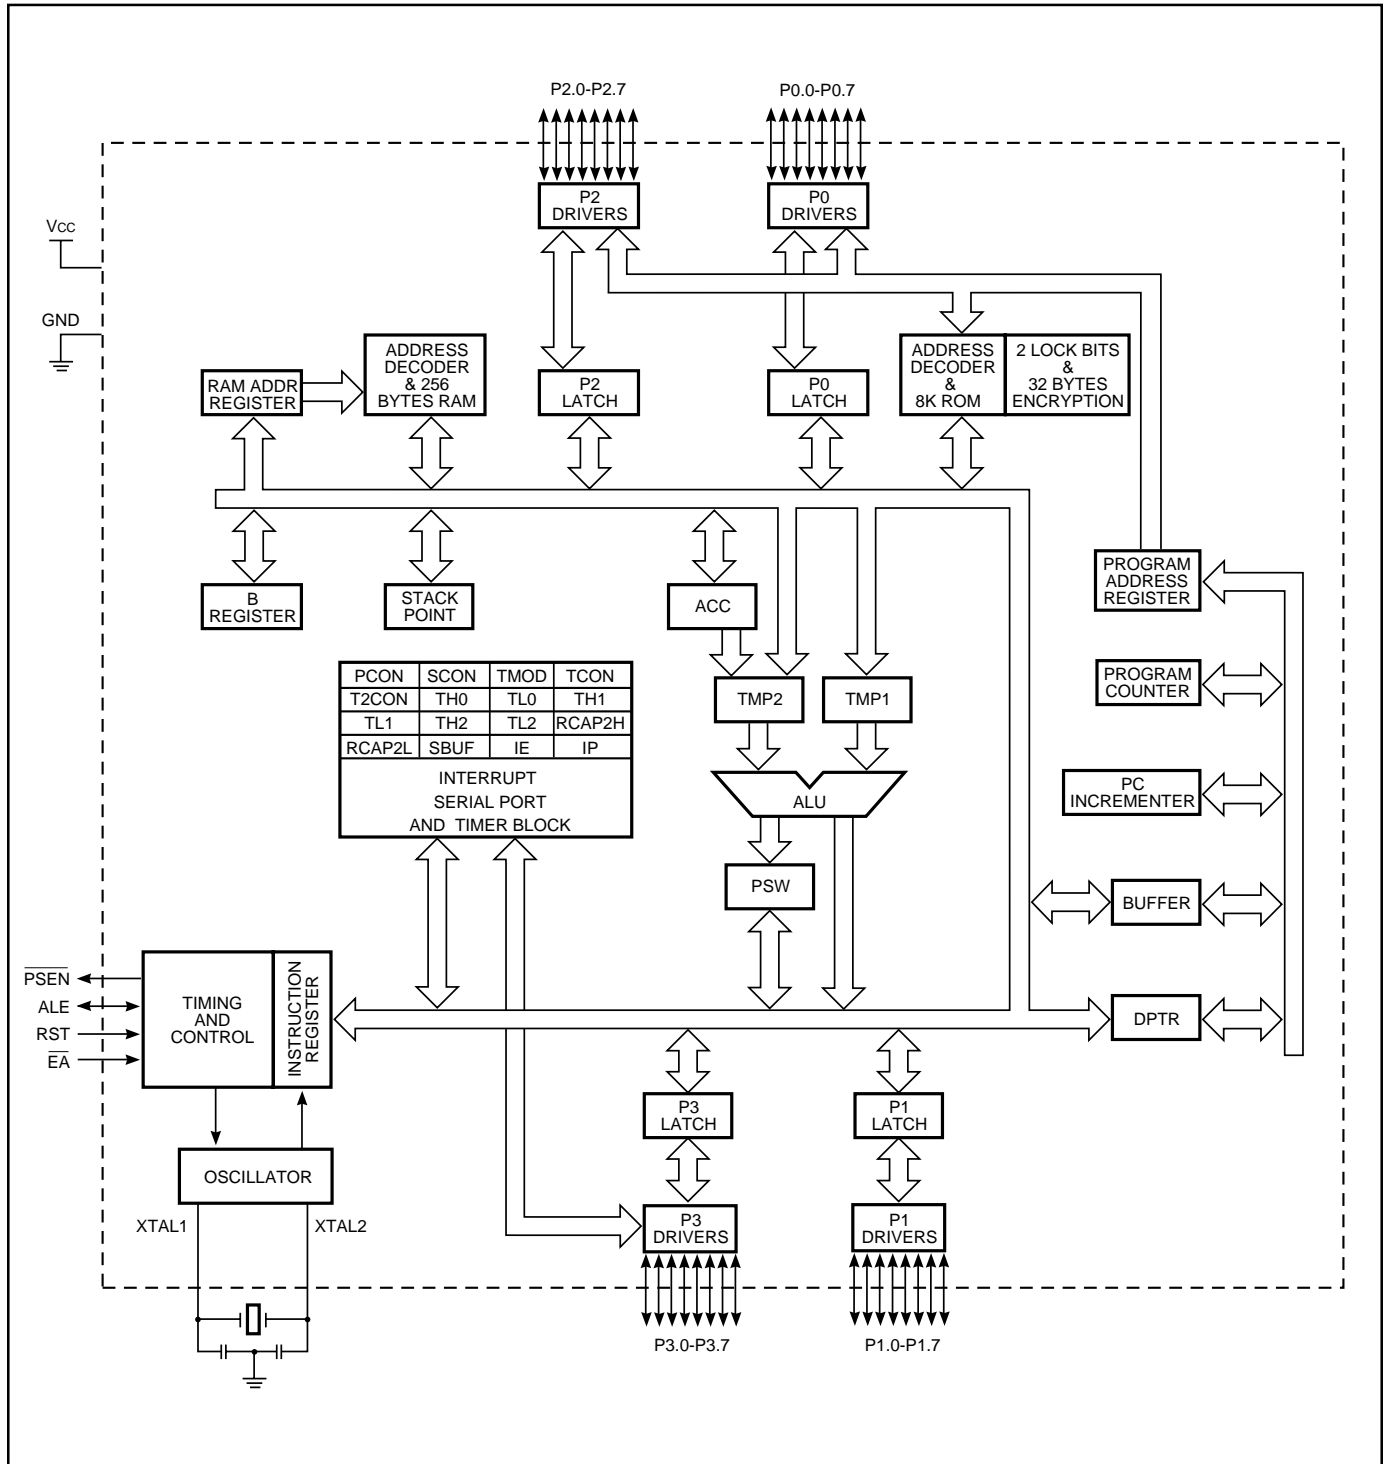 P2.0-P2.7
P0.0-P0.7
P2
DRIVERS
P0
DRIVERS
VCC
GND
RAM ADDR
REGISTER
ADDRESS
DECODER
& 256
BYTES RAM
P2
LATCH
P0
LATCH
ADDRESS
DECODER
&
8K ROM
2 LOCK BITS
&
32 BYTES
ENCRYPTION
B
REGISTER
STACK
POINT
ACC
PROGRAM
ADDRESS
REGISTER
PCON SCON TMOD TCON
T2CON TH0 TL0 TH1
TL1 TH2 TL2 RCAP2H
RCAP2L SBUF IE IP
INTERRUPT
SERIAL PORT
AND TIMER BLOCK
TMP2
TMP1
PROGRAM
COUNTER
ALU
PC
INCREMENTER
PSW
BUFFER
PSEN
ALE
RST
EA
TIMING
AND
CONTROL
INSTRUCTION
REGISTER
DPTR
P3
LATCH
P1
LATCH
OSCILLATOR
XTAL1
XTAL2
P3
DRIVERS
P1
DRIVERS
P3.0-P3.7
P1.0-P1.7